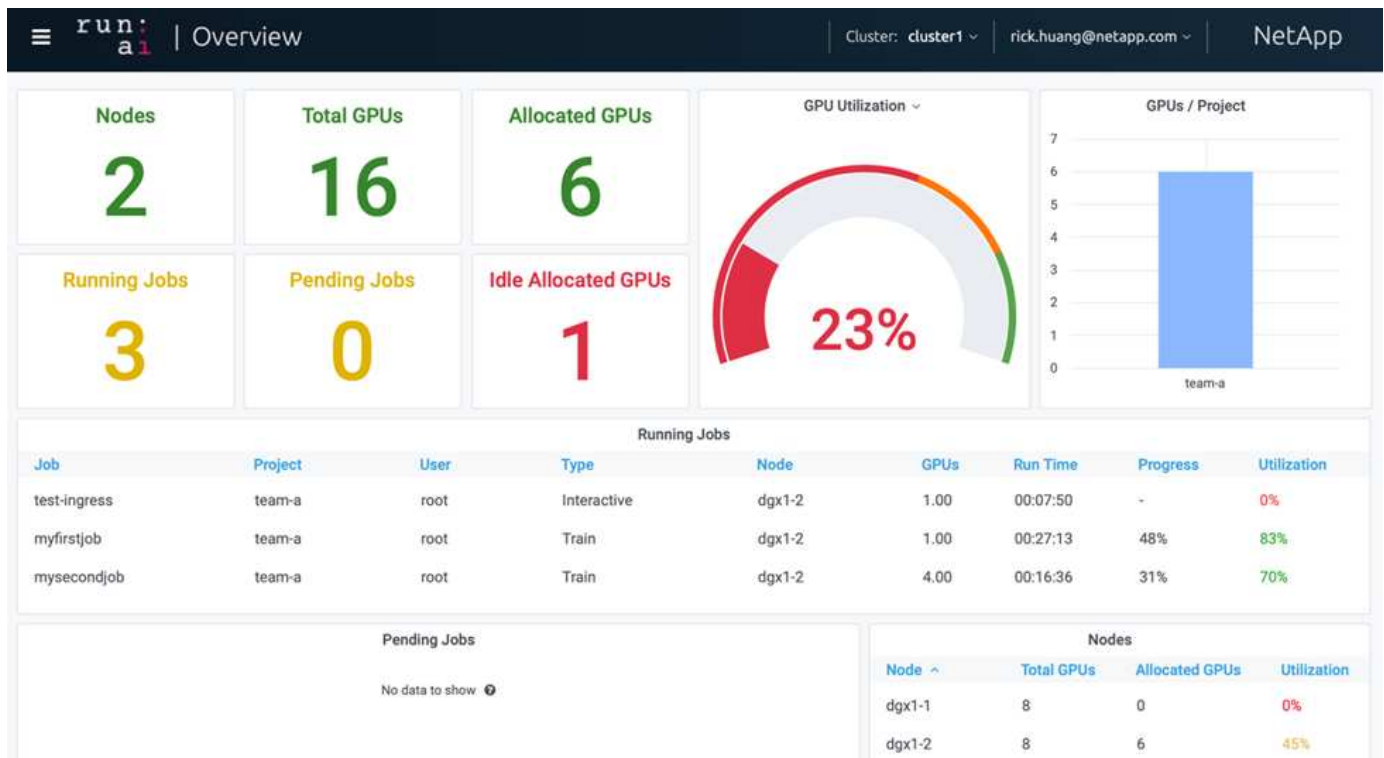 run:
ai | Overview
Cluster: cluster1
rick.huang@netapp.com
NetApp
Nodes
2
Total GPUs
16
Allocated GPUs
6
Running Jobs
3
Pending Jobs
0
Idle Allocated GPUs
1
GPU Utilization
23%
GPUs / Project
7
6
5
4
3
2
1
0
team-a
Running Jobs
Job Project User Type Node GPUs Run Time Progress Utilization
test-ingress team-a root Interactive dgx1-2 1.00 00:07:50 - 0%
myfirstjob team-a root Train dgx1-2 1.00 00:27:13 48% 83%
mysecondjob team-a root Train dgx1-2 4.00 00:16:36 31% 70%
Pending Jobs
No data to show ?
Nodes
Node Total GPUs Allocated GPUs Utilization
dgx1-1 8 0 0%
dgx1-2 8 6 45%